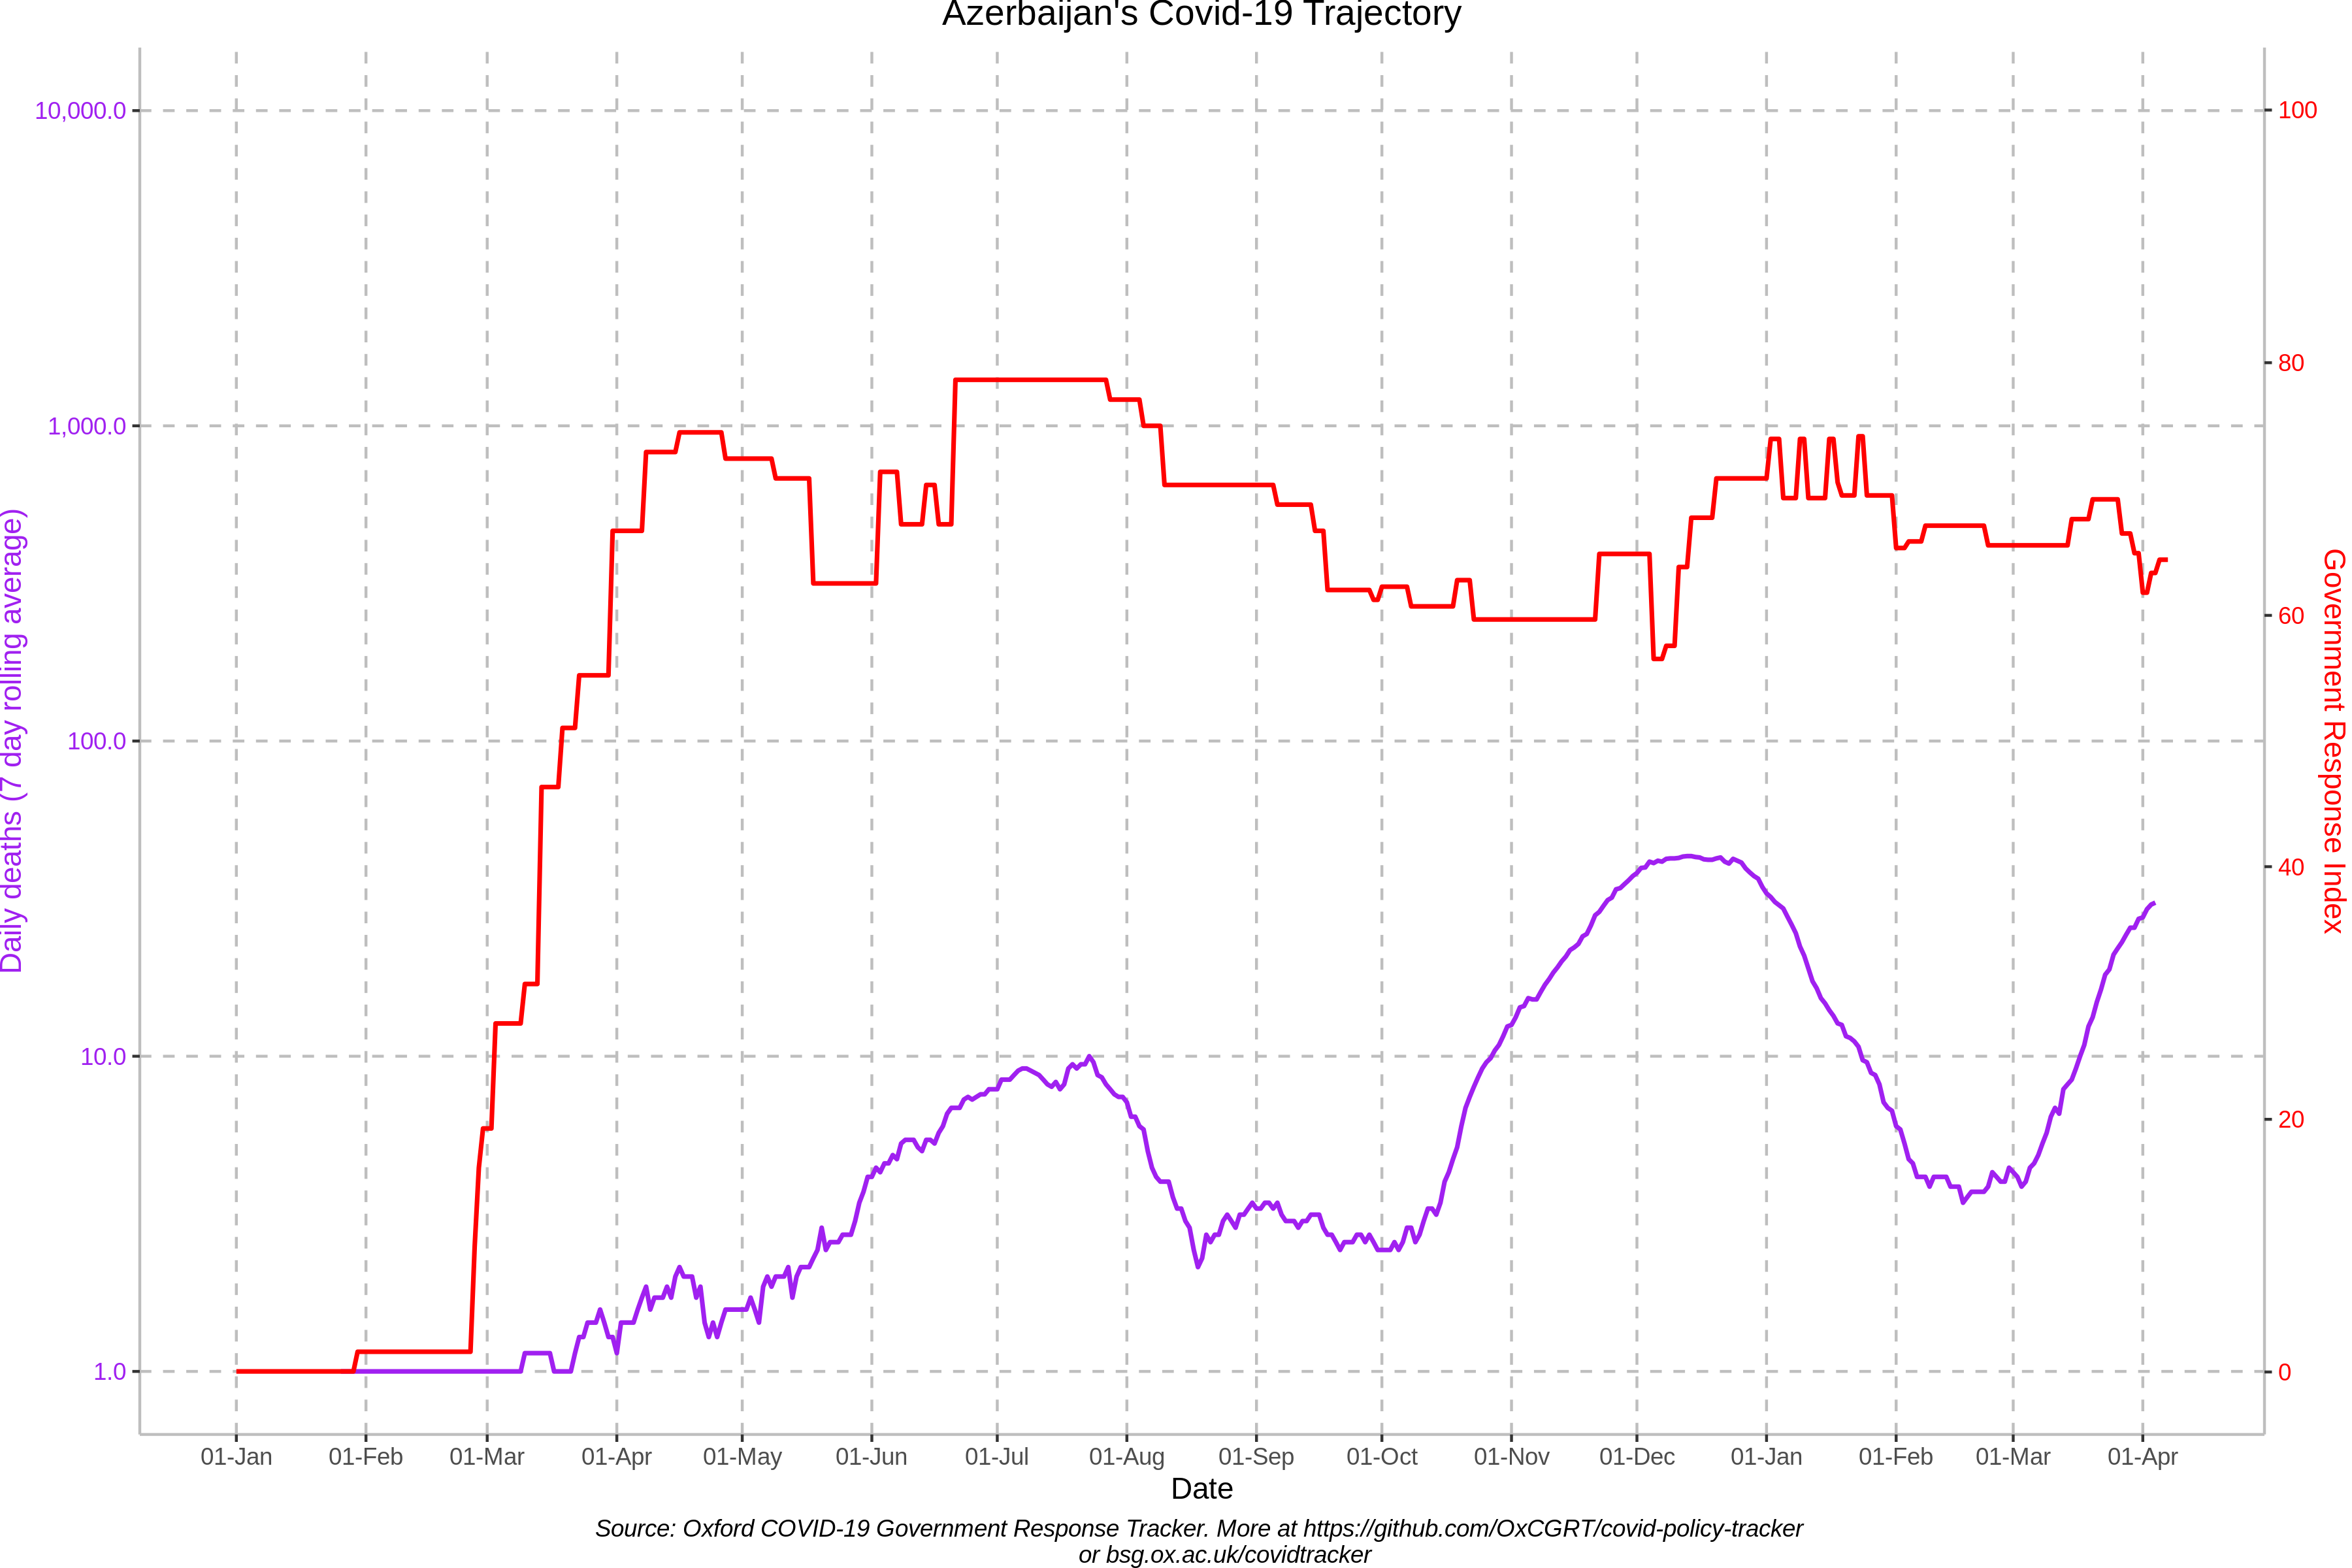 Azerbaijan's Covid-19 Trajectory
10,000.0
1,000.0
100.0
10.0
1.0
Daily deaths (7 day rolling average)
100
80
60
40
20
0
Government Response Index
01-Jan 01-Feb 01-Mar 01-Apr 01-May 01-Jun 01-Jul 01-Aug 01-Sep 01-Oct 01-Nov 01-Dec 01-Jan 01-Feb 01-Mar 01-Apr
Date
Source: Oxford COVID-19 Government Response Tracker. More at https://github.com/OxCGRT/covid-policy-tracker
or bsg.ox.ac.uk/covidtracker